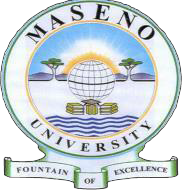 MASENO
UNIVERSITY
FOUNTAIN OF EXCELLENCE